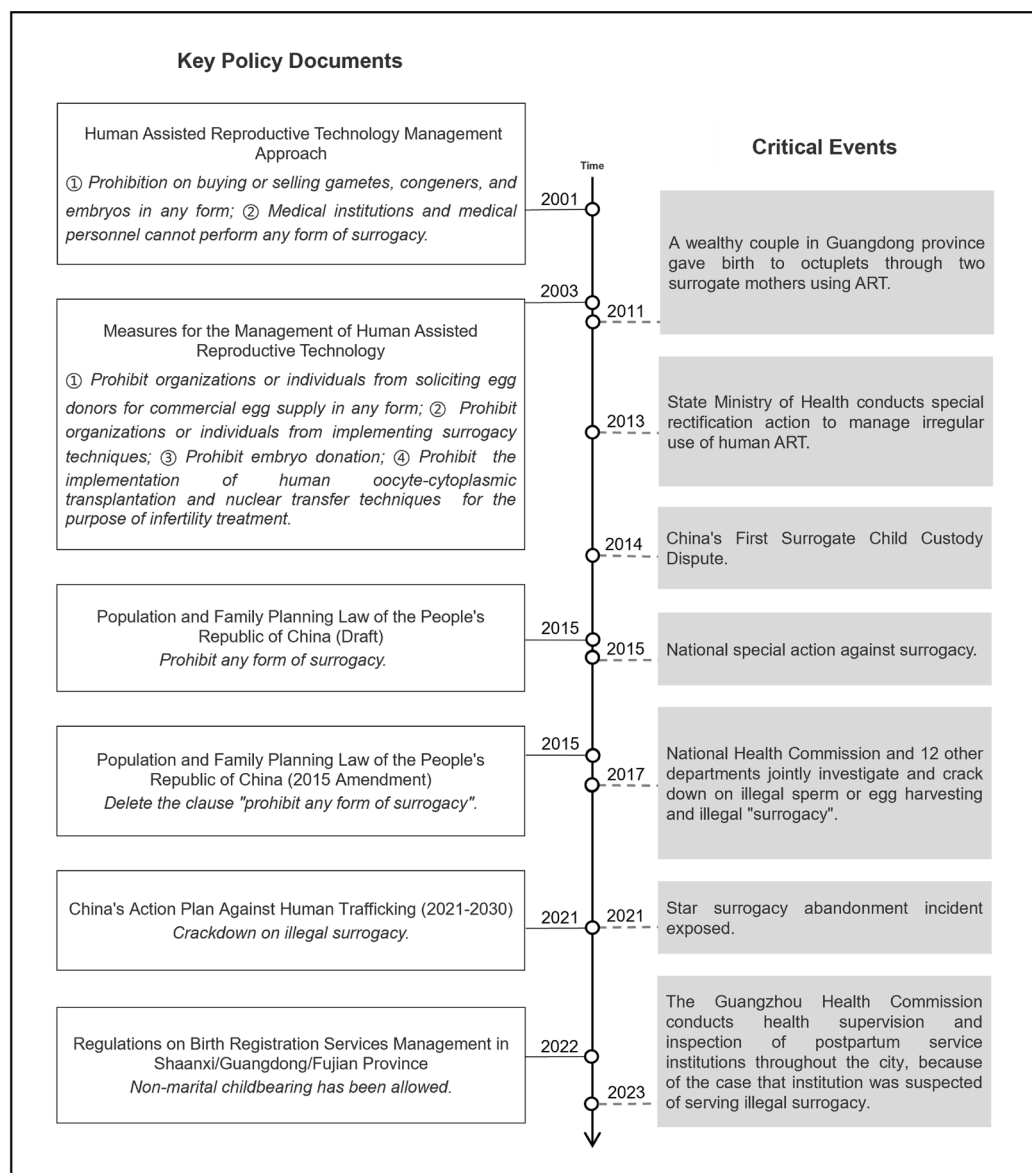 Key Policy Documents
Human Assisted Reproductive Technology Management
Approach
① Prohibition on buying or selling gametes, congeners, and
embryos in any form; ② Medical institutions and medical
personnel cannot perform any form of surrogacy.
Measures for the Management of Human Assisted
Reproductive Technology
① Prohibit organizations or individuals from soliciting egg
donors for commercial egg supply in any form; ② Prohibit
organizations or individuals from implementing surrogacy
techniques; ③ Prohibit embryo donation; ④ Prohibit the
implementation of human oocyte-cytoplasmic
transplantation and nuclear transfer techniques for
the purpose of infertility treatment.
Population and Family Planning Law of the People's
Republic of China (Draft)
Prohibit any form of surrogacy.
Population and Family Planning Law of the People's
Republic of China (2015 Amendment)
Delete the clause "prohibit any form of surrogacy".
China's Action Plan Against Human Trafficking (2021-2030)
Crackdown on illegal surrogacy.
Regulations on Birth Registration Services Management in
Shaanxi/Guangdong/Fujian Province
Non-marital childbearing has been allowed.
Time
2001
2003
2011
2013
2014
2015
2015
2015
2017
2021
2021
2022
2023
Critical Events
A wealthy couple in Guangdong province
gave birth to octuplets through two
surrogate mothers using ART.
State Ministry of Health conducts special
rectification action to manage irregular
use of human ART.
China's First Surrogate Child Custody
Dispute.
National special action against surrogacy.
National Health Commission and 12 other
departments jointly investigate and crack
down on illegal sperm or egg harvesting
and illegal "surrogacy".
Star surrogacy abandonment incident
exposed.
The Guangzhou Health Commission
conducts health supervision and
inspection of postpartum service
institutions throughout the city, because
of the case that institution was suspected
of serving illegal surrogacy.